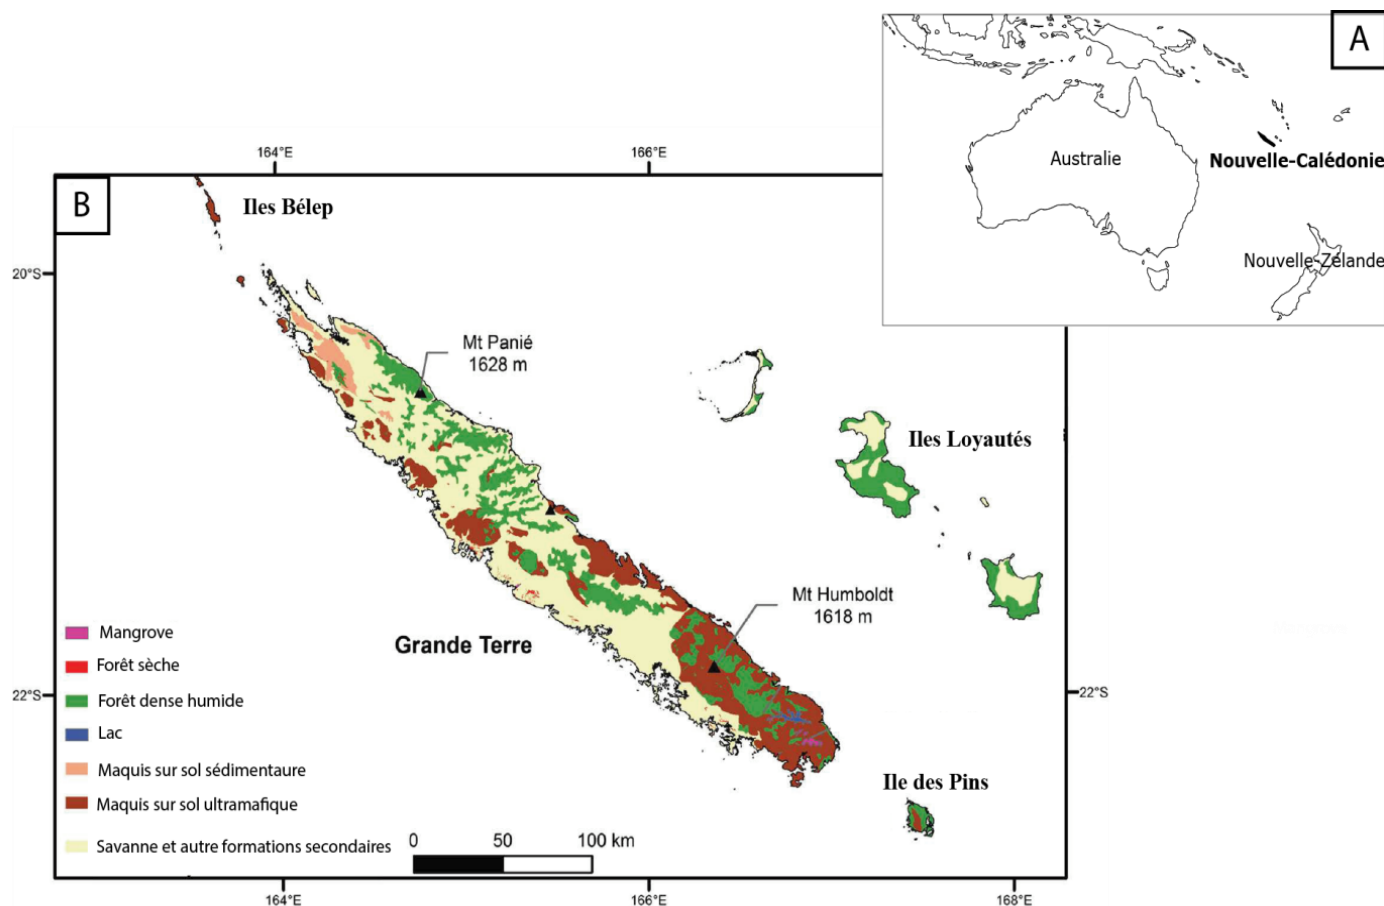 A
Australie
Nouvelle-Calédonie
Nouvelle-Zélande
164°E
166°E
B
Iles Bélep
20°S
Mt Panié
1628 m
Iles Loyautés
Mt Humboldt
1618 m
Grande Terre
Mangrove
Forêt sèche
Forêt dense humide
22°S
22°S
Lac
Maquis sur sol sédimentaure
Ile des Pins
Maquis sur sol ultramafique
Savanne et autre formations secondaires
0
50
100 km
164°E
166°E
168°E